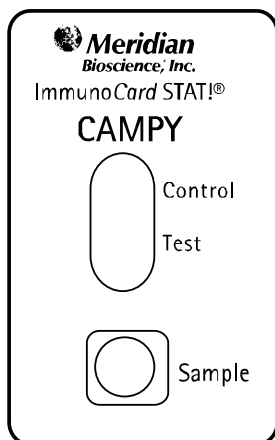 Meridian
Bioscience, Inc.
ImmunoCard STAT!®
CAMPY
Control
Test
Sample